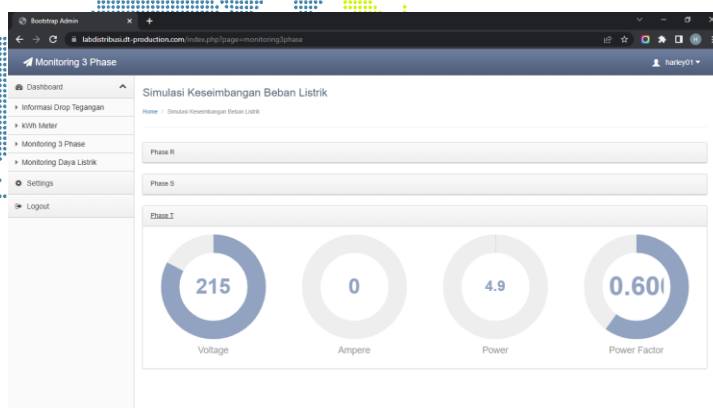 Bootstrap Admin
labdistribusi.dt-production.com/index.php?page=monitoring3phase
Monitoring 3 Phase
harley01
Dashboard
Informasi Drop Tegangan
kWh Meter
Monitoring 3 Phase
Monitoring Daya Listrik
Settings
Logout
Simulasi Keseimbangan Beban Listrik
Home / Simulasi Keseimbangan Beban Listrik
Phase R
Phase S
Phase T
215
0
4.9
0.60
Voltage
Ampere
Power
Power Factor